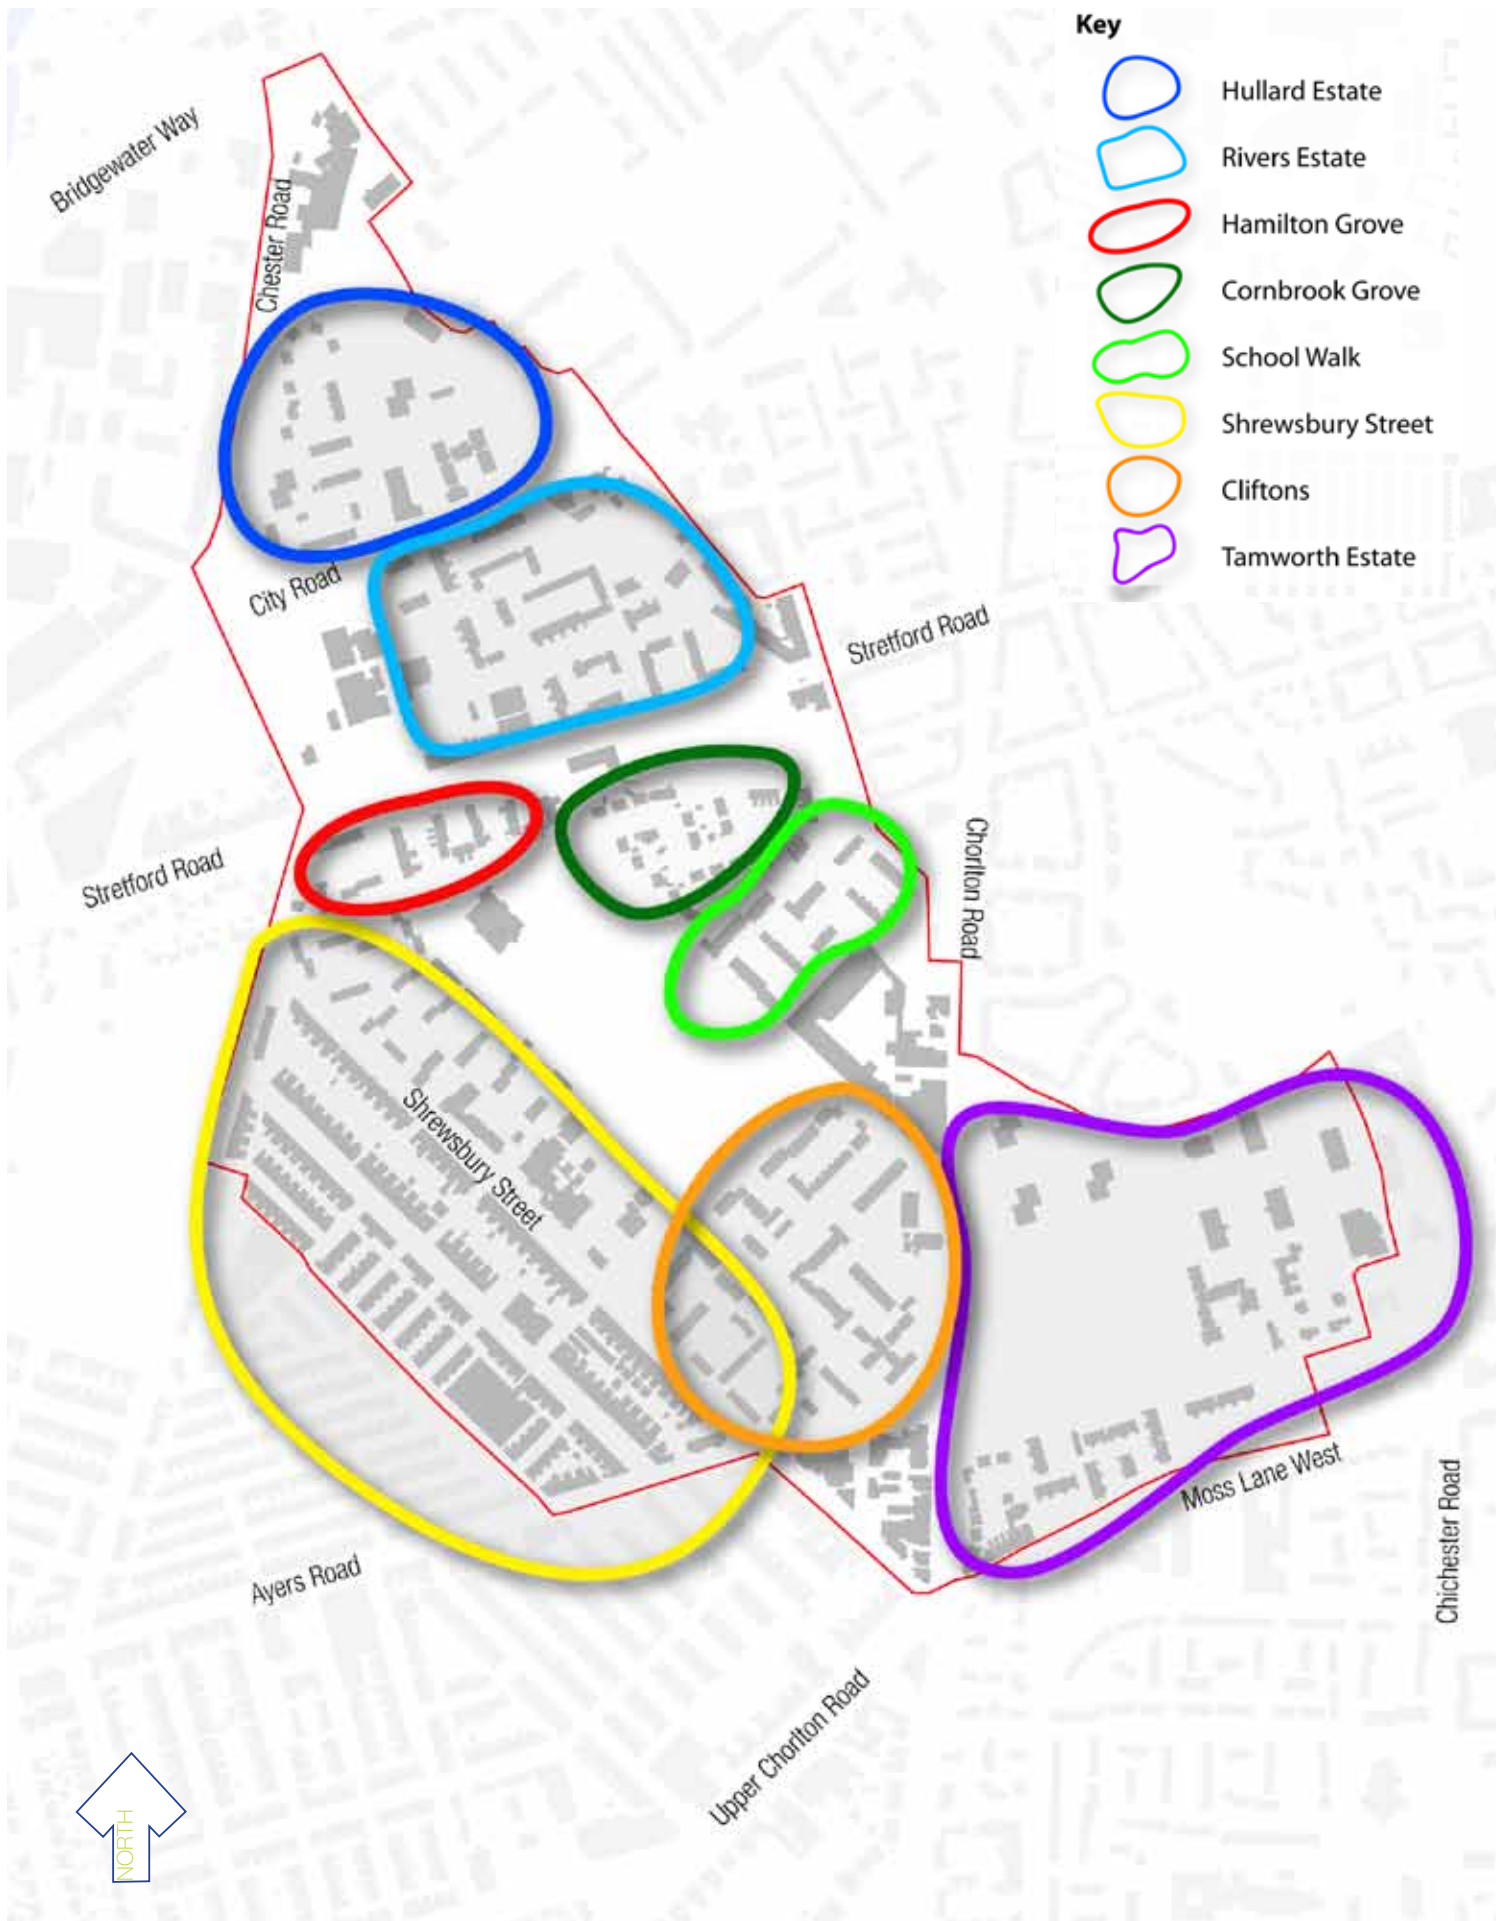 Key
Hullard Estate
Rivers Estate
Hamilton Grove
Cornbrook Grove
School Walk
Shrewsbury Street
Cliftons
Tamworth Estate
Bridgewater Way
Chester Road
City Road
Stretford Road
Stretford Road
Chorlton Road
Shrewsbury Street
Moss Lane West
Chichester Road
Ayers Road
Upper Chorlton Road
NORTH